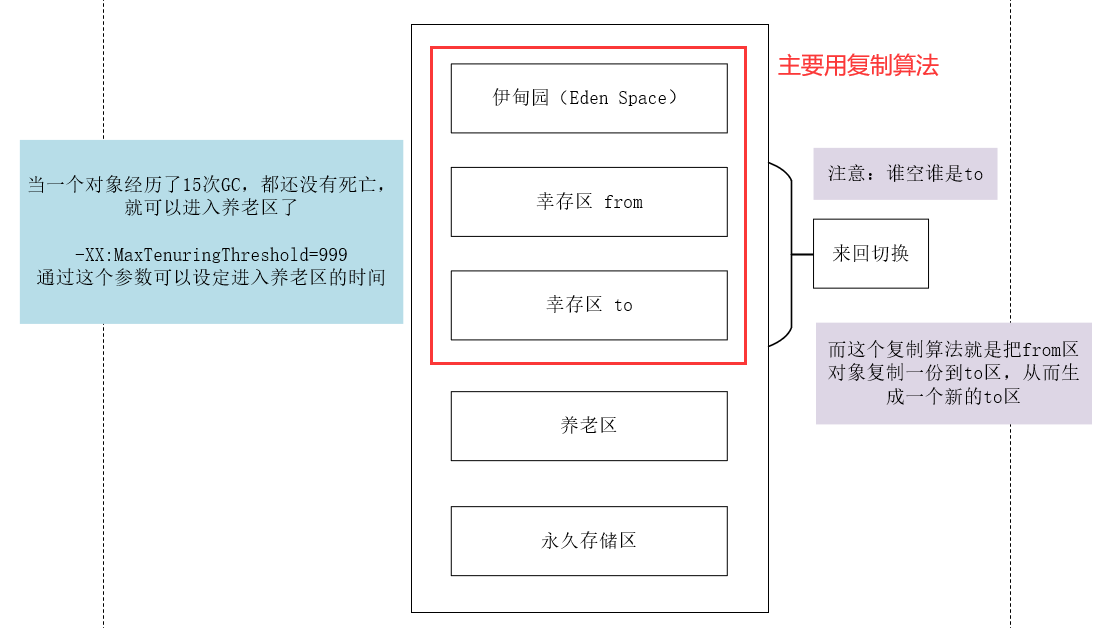 主要用复制算法
伊甸园（Eden Space）
当一个对象经历了15次GC，都还没有死亡，
就可以进入养老区了
-XX:MaxTenuringThreshold=999
通过这个参数可以设定进入养老区的时间
幸存区 from
幸存区 to
注意：谁空谁是to
来回切换
而这个复制算法就是把from区
对象复制一份到to区，从而生
成一个新的to区
养老区
永久存储区